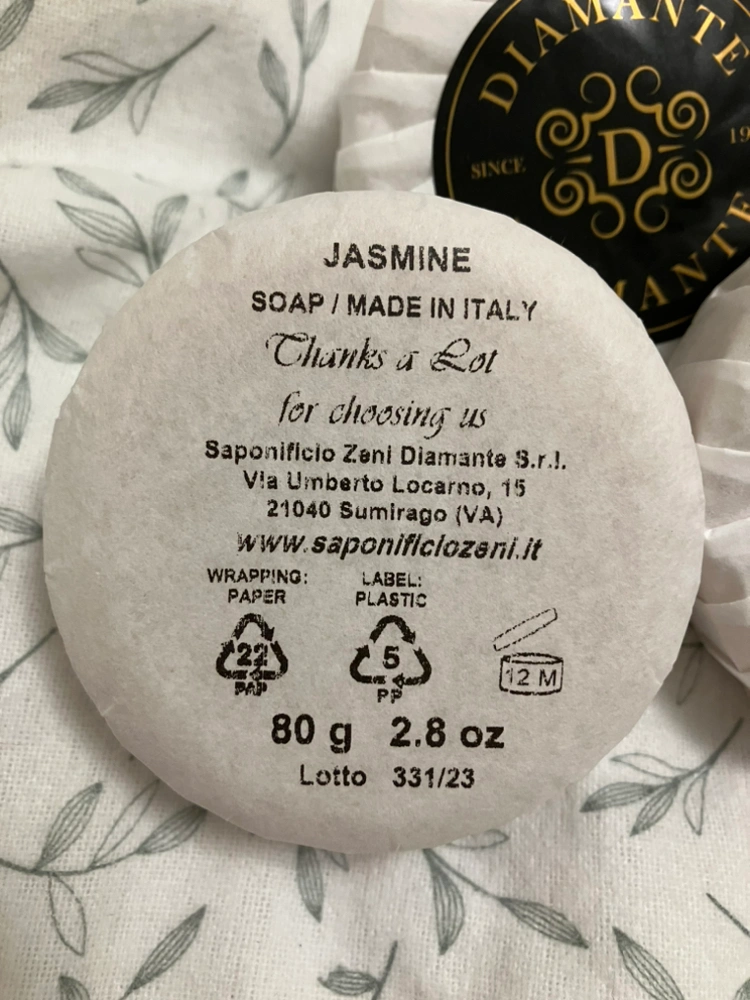 DIAMANTE
SINCE
D
19
MANTE
JASMINE
SOAP / MADE IN ITALY
Thanks a Lot
for choosing us
Saponificio Zeni Diamante S.r.l.
Via Umberto Locarno, 15
21040 Sumirago (VA)
www.saponificiozeni.it
WRAPPING: LABEL:
PAPER PLASTIC
22 5 12 M
PAP PP
80 g 2.8 oz
Lotto 331/23